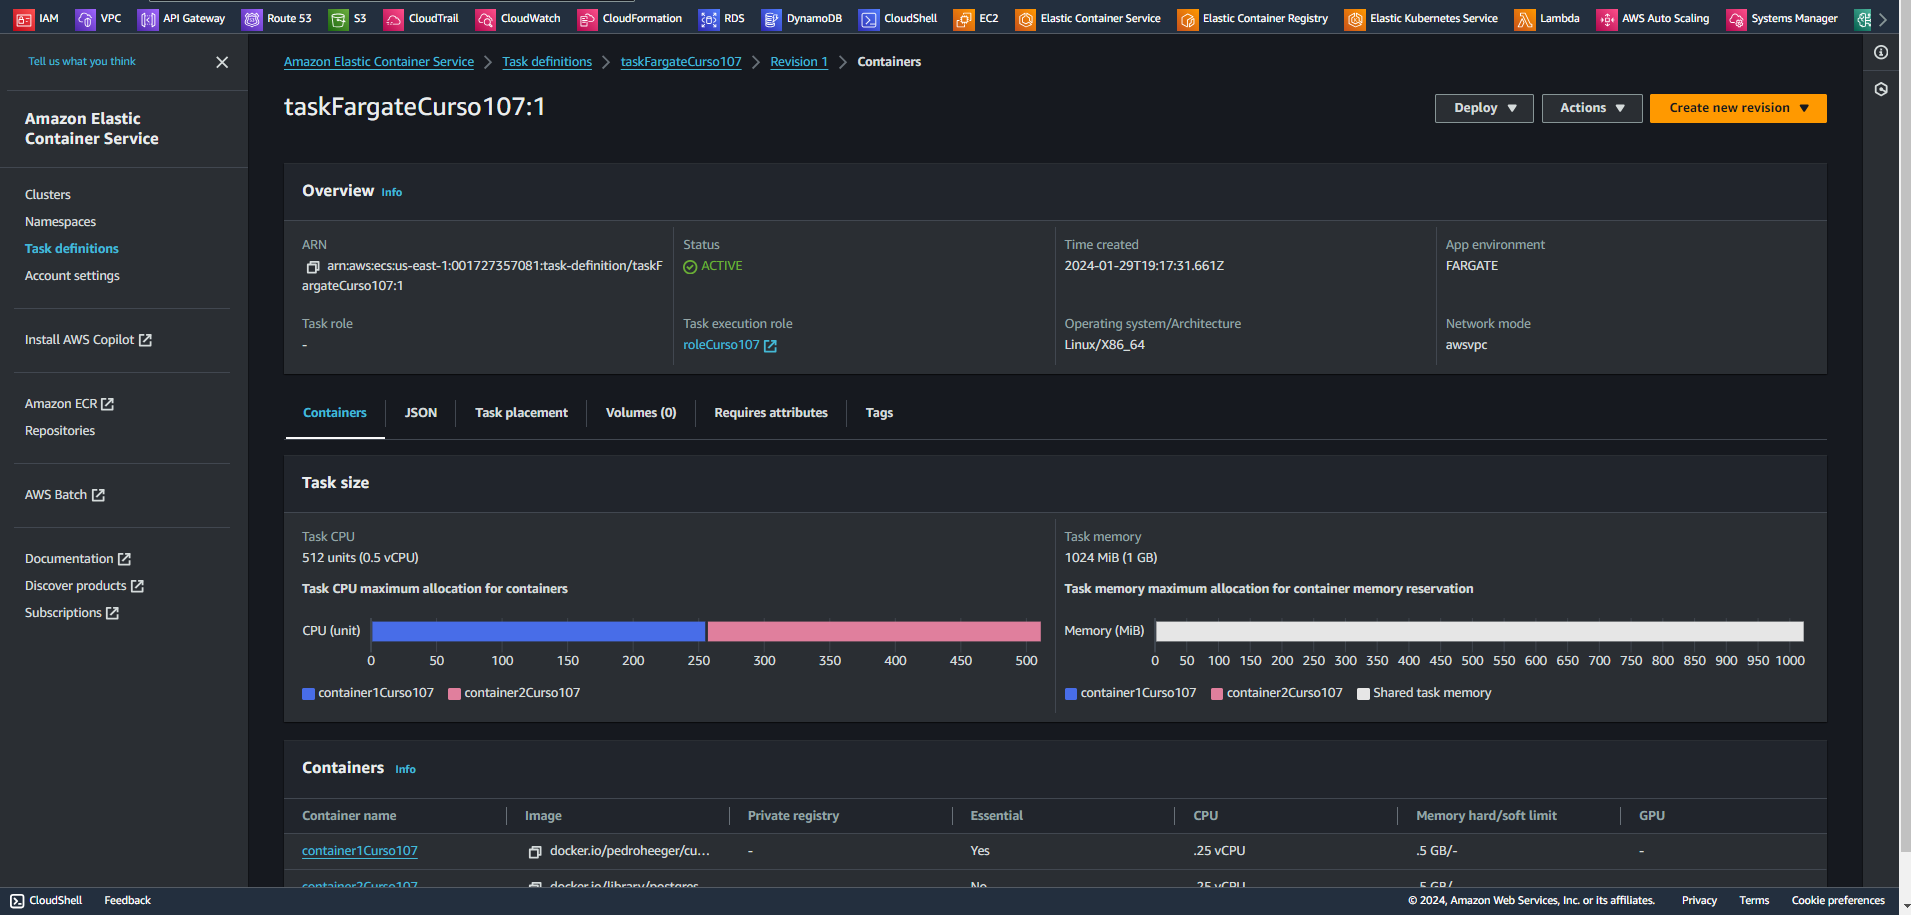 IAM VPC API Gateway Route 53 S3 CloudTrail CloudWatch CloudFormation RDS DynamoDB CloudShell EC2 Elastic Container Service Elastic Container Registry Elastic Kubernetes Service Lambda AWS Auto Scaling Systems Manager
Tell us what you think
Amazon Elastic
Container Service
Clusters
Namespaces
Task definitions
Account settings
Install AWS Copilot
Amazon ECR
Repositories
AWS Batch
Documentation
Discover products
Subscriptions
Amazon Elastic Container Service Task definitions taskFargateCurso107 Revision 1 Containers
taskFargateCurso107:1
Deploy Actions Create new revision
Overview Info
ARN
arn:aws:ecs:us-east-1:001727357081:task-definition/taskF
argateCurso107:1
Status
ACTIVE
Time created
2024-01-29T19:17:31.661Z
App environment
FARGATE
Task role
-
Task execution role
roleCurso107
Operating system/Architecture
Linux/X86_64
Network mode
awsvpc
Containers JSON Task placement Volumes (0) Requires attributes Tags
Task size
Task CPU
512 units (0.5 vCPU)
Task CPU maximum allocation for containers
CPU (unit)
0 50 100 150 200 250 300 350 400 450 500
container1Curso107 container2Curso107
Task memory
1024 MiB (1 GB)
Task memory maximum allocation for container memory reservation
Memory (MiB)
0 50 100 150 200 250 300 350 400 450 500 550 600 650 700 750 800 850 900 950 1000
container1Curso107 container2Curso107 Shared task memory
Containers Info
Container name Image Private registry Essential CPU Memory hard/soft limit GPU
container1Curso107 docker.io/pedroheeger/cu... - Yes .25 vCPU .5 GB/- -
container2Curso107 docker.io/library/postgres No .25 vCPU .5 GB/
CloudShell Feedback © 2024, Amazon Web Services, Inc. or its affiliates. Privacy Terms Cookie preferences